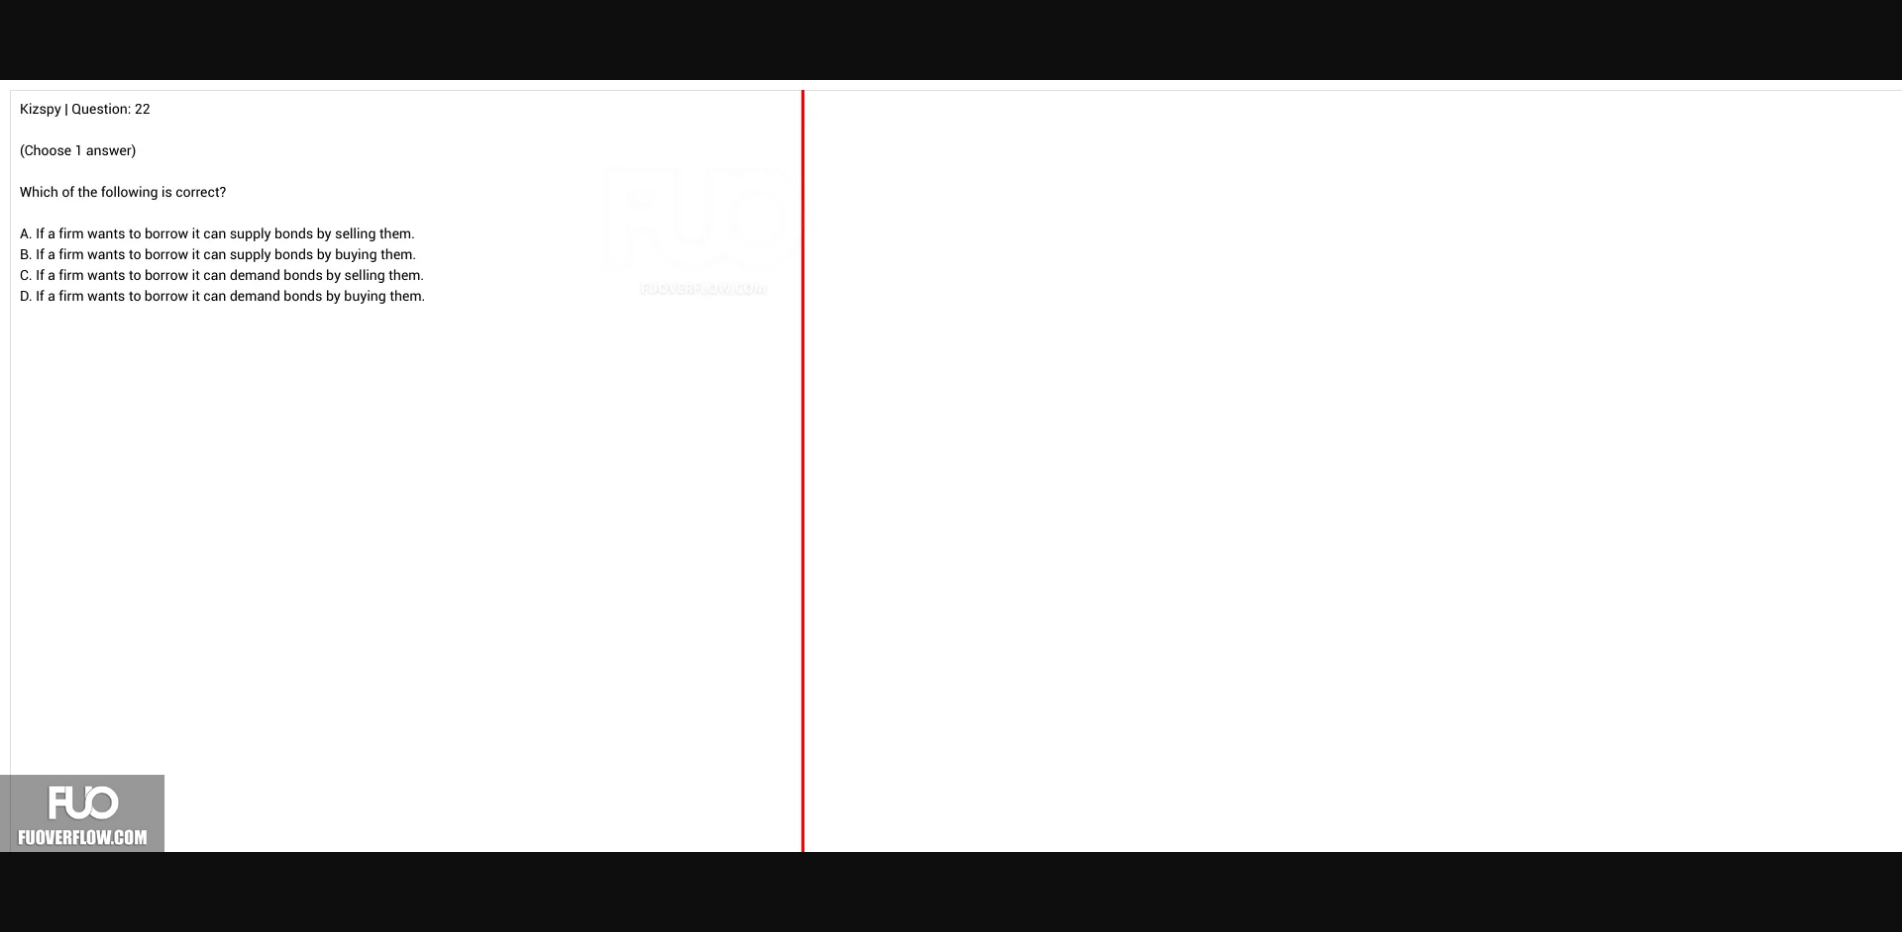 Kizspy | Question: 22
(Choose 1 answer)
Which of the following is correct?
A. If a firm wants to borrow it can supply bonds by selling them.
B. If a firm wants to borrow it can supply bonds by buying them.
C. If a firm wants to borrow it can demand bonds by selling them.
D. If a firm wants to borrow it can demand bonds by buying them.
FUO
FUOVERFLOW.COM
FUO
FUOVERFLOW.COM